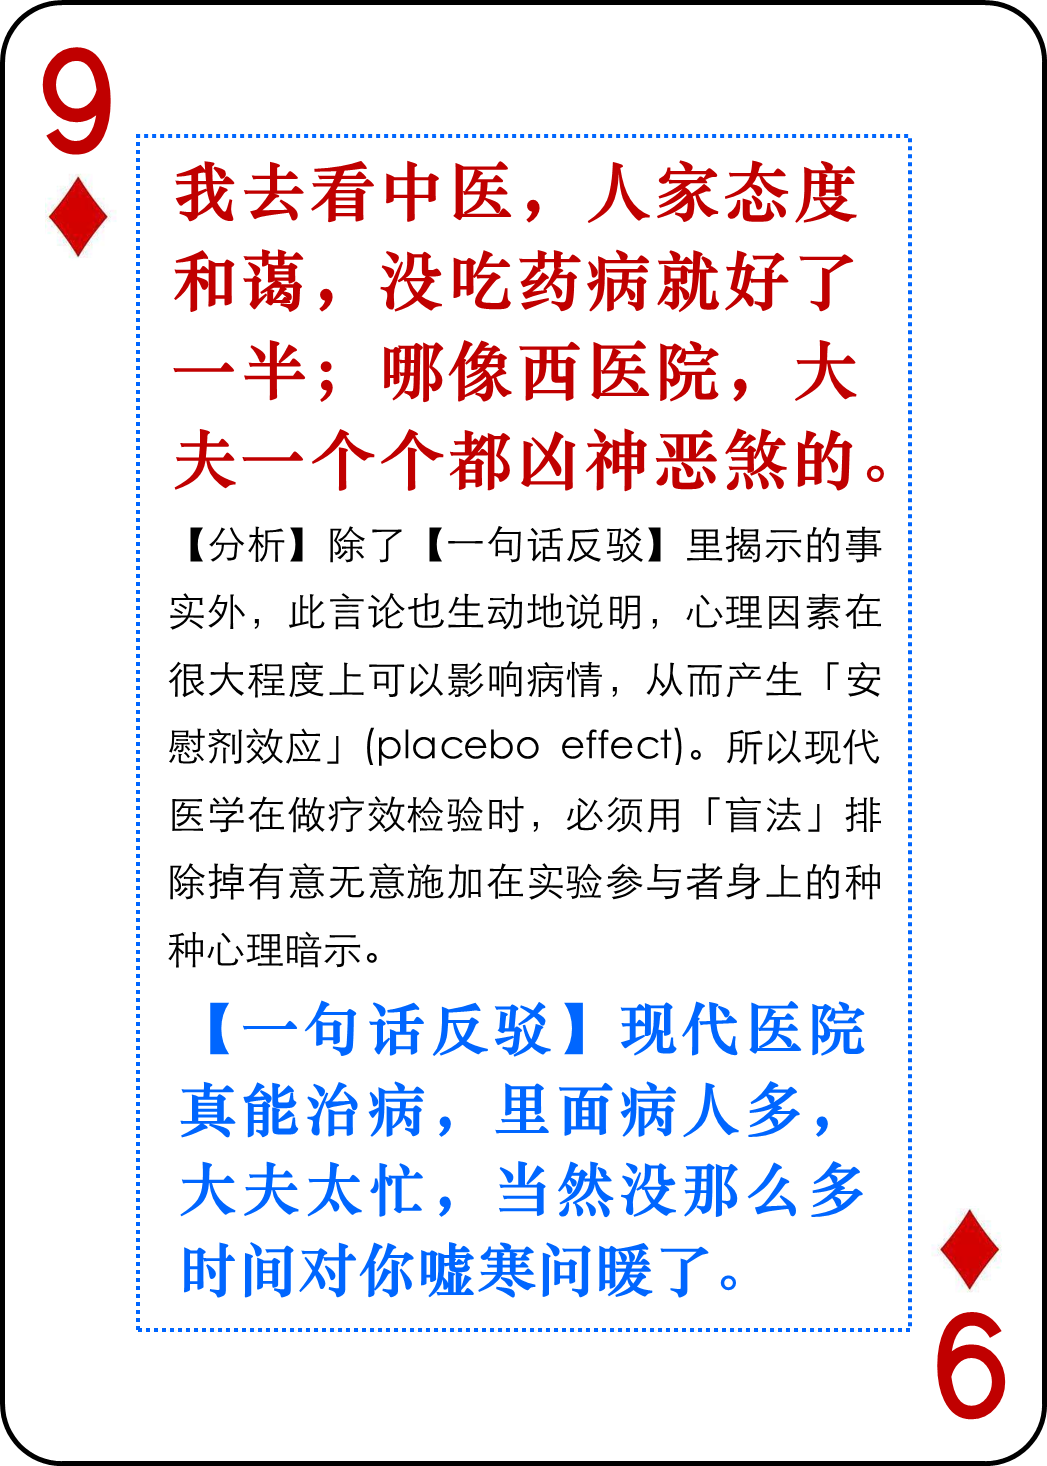 9
我去看中医，人家态度
和蔼，没吃药病就好了
一半；哪像西医院，大
夫一个个都凶神恶煞的。
【分析】除了【一句话反驳】里揭示的事
实外，此言论也生动地说明，心理因素在
很大程度上可以影响病情，从而产生「安
慰剂效应」(placebo effect)。所以现代
医学在做疗效检验时，必须用「盲法」排
除掉有意无意施加在实验参与者身上的种
种心理暗示。
【一句话反驳】现代医院
真能治病，里面病人多，
大夫太忙，当然没那么多
时间对你嘘寒问暖了。
9